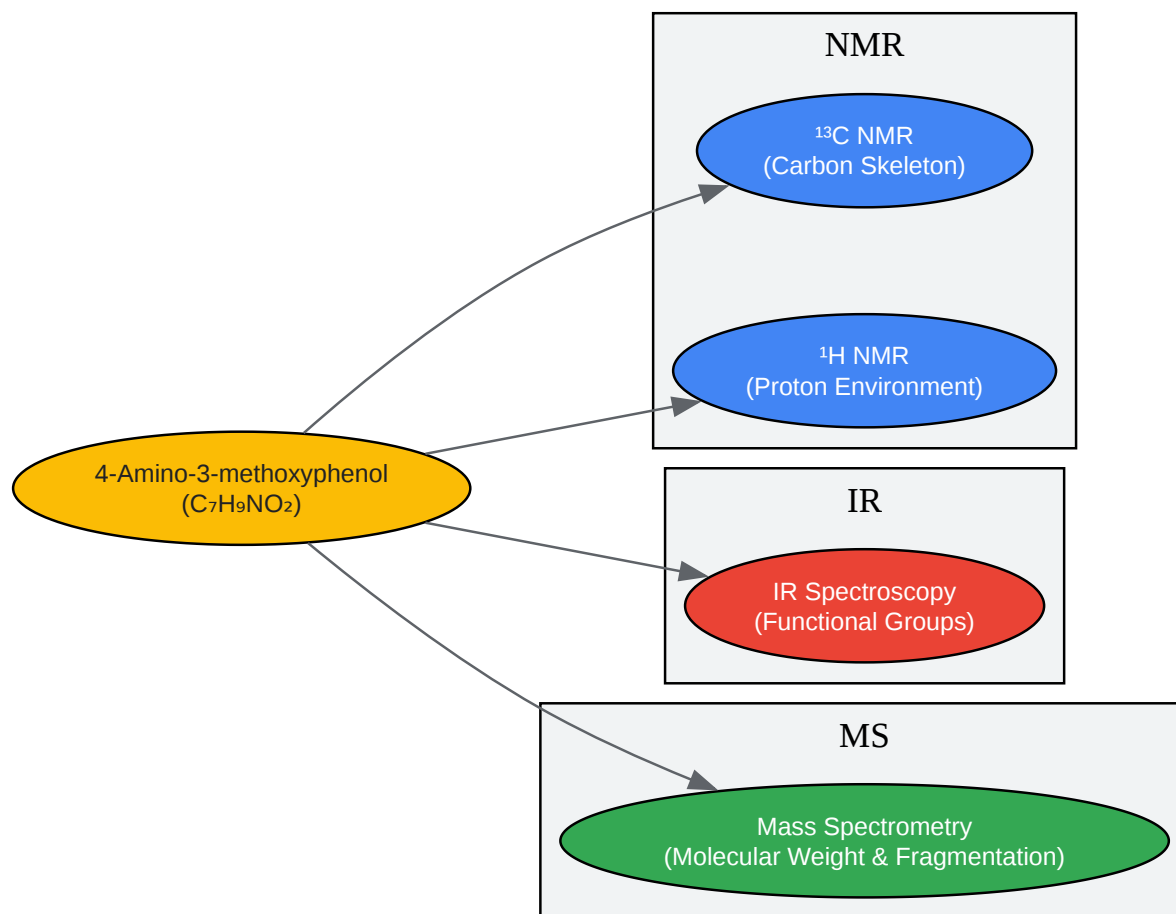 NMR
¹³C NMR
(Carbon Skeleton)
¹H NMR
(Proton Environment)
4-Amino-3-methoxyphenol
(C₇H₉NO₂)
IR
IR Spectroscopy
(Functional Groups)
MS
Mass Spectrometry
(Molecular Weight & Fragmentation)